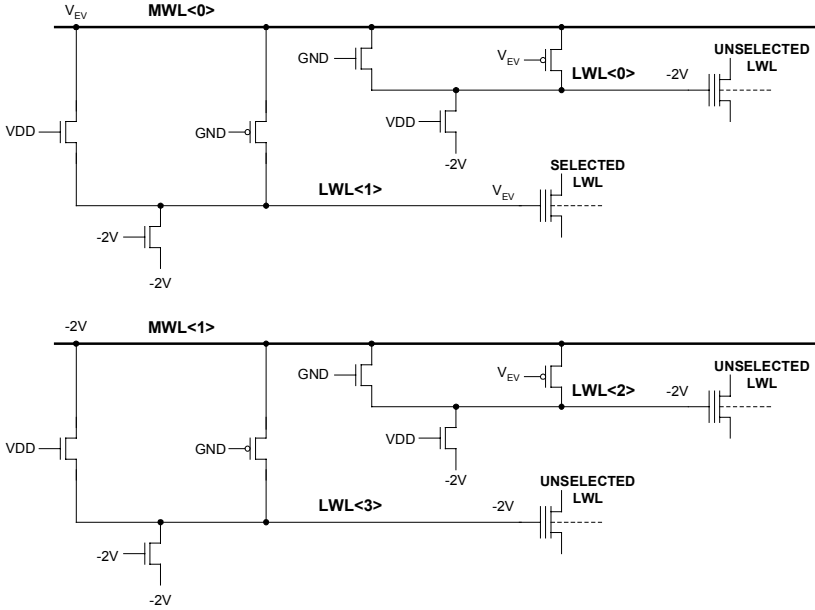 V_EV MWL<0>
GND
V_EV
LWL<0>
-2V
UNSELECTED
LWL
VDD
GND
VDD
-2V
SELECTED
LWL
LWL<1>
V_EV
-2V
-2V
-2V MWL<1>
GND
V_EV
LWL<2>
-2V
UNSELECTED
LWL
VDD
GND
VDD
-2V
UNSELECTED
LWL
LWL<3>
-2V
-2V
-2V